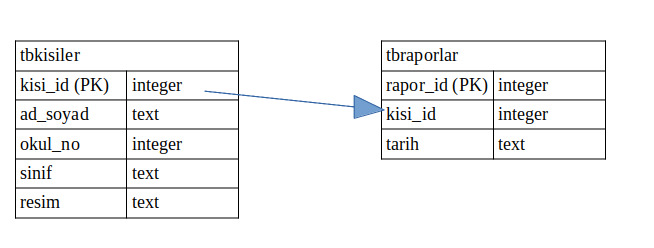 tbkisiler
kisi_id (PK) integer
ad_soyad text
okul_no integer
sinif text
resim text
tbraporlar
rapor_id (PK) integer
kisi_id integer
tarih text